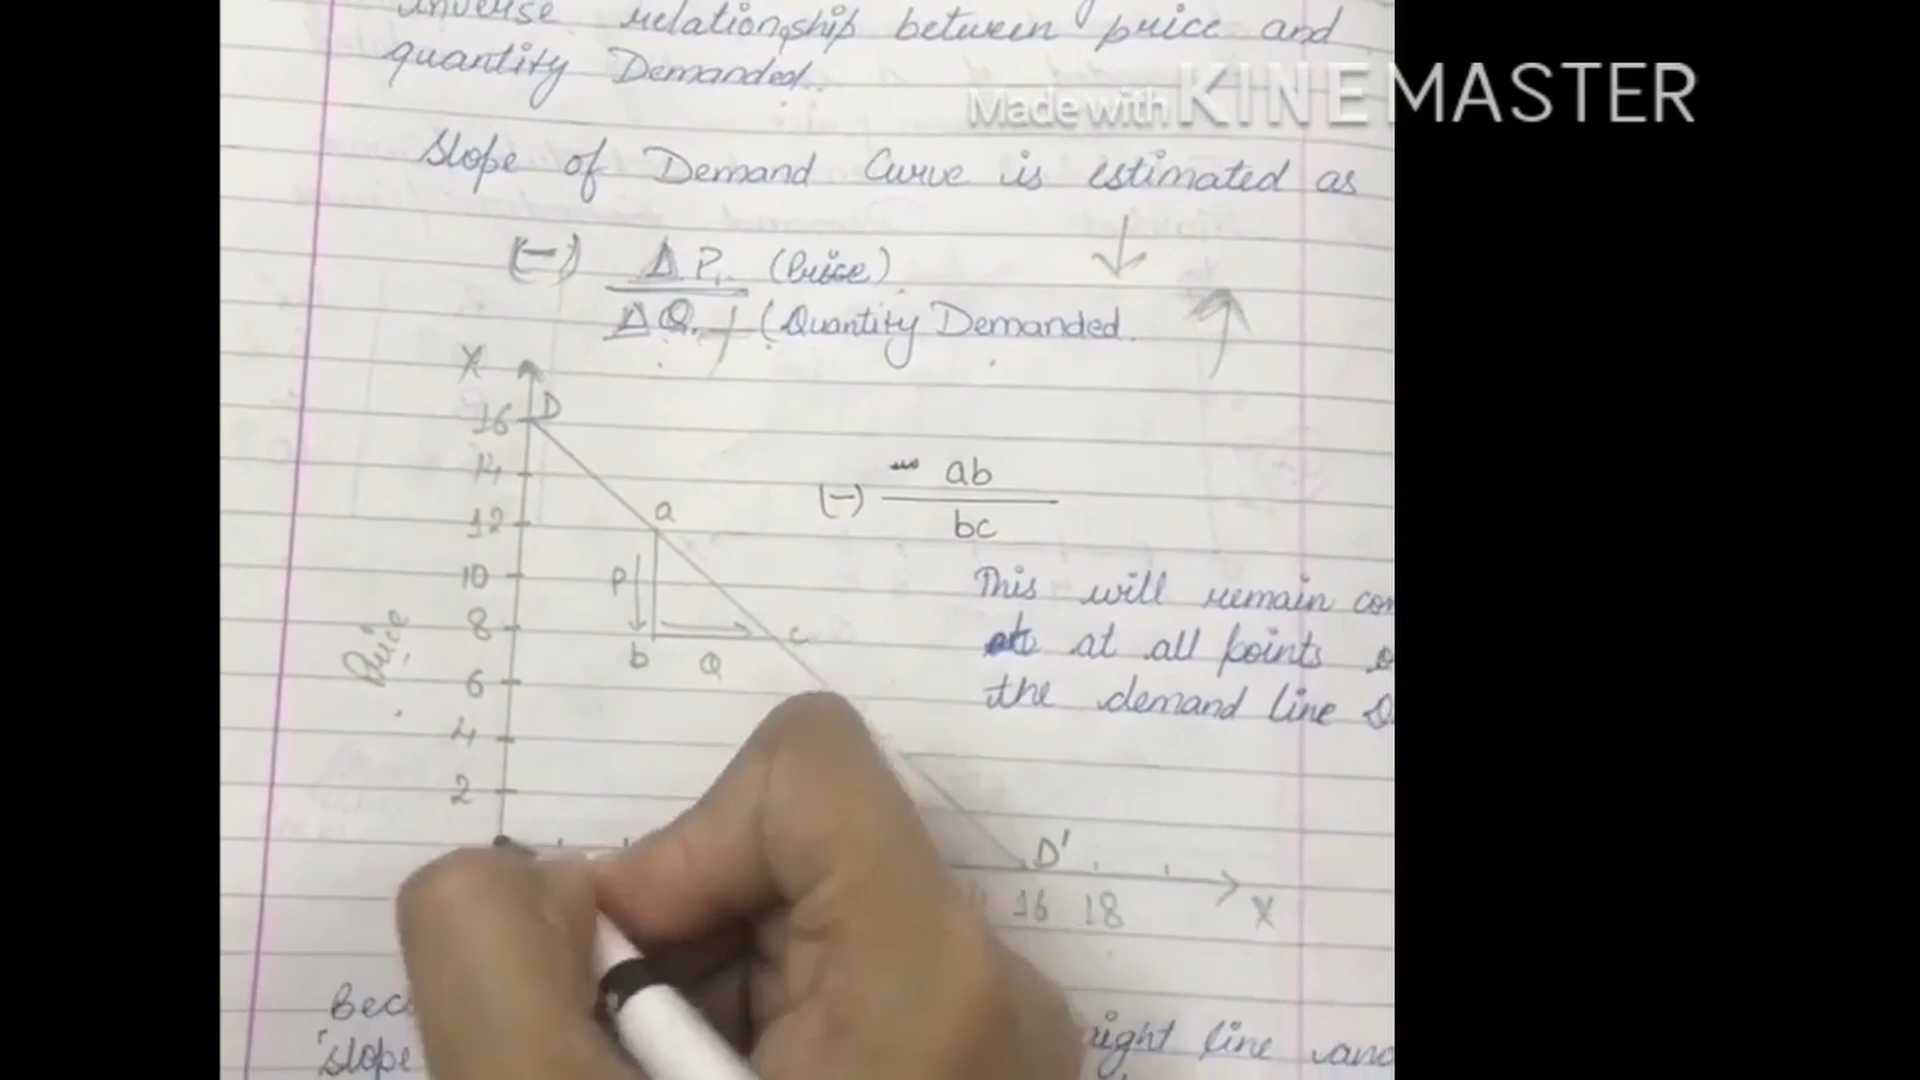 inverse relationship between price and
quantity Demanded.
Made with KINEMASTER
Slope of Demand Curve is estimated as
(-) ΔP (Price)
ΔQ (Quantity Demanded
X
16 D
14
12 a
10 P
8 c
b Q
6
4
2
Price
(-) ab
bc
This will remain con
at all points
the demand line
D'
16 18 X
Bec
right line and
slope